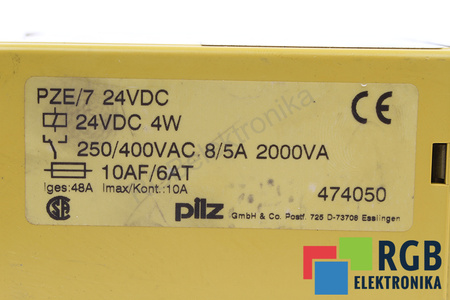 PZE/7 24VDC
24VDC 4W
250/400VAC 8/5A 2000VA
10AF/6AT
Iges:48A Imax/Kont.:10A
474050
CE
pilz
GmbH & Co. Postf. 725 D-73708 Esslingen
RGB
ELEKTRONIKA